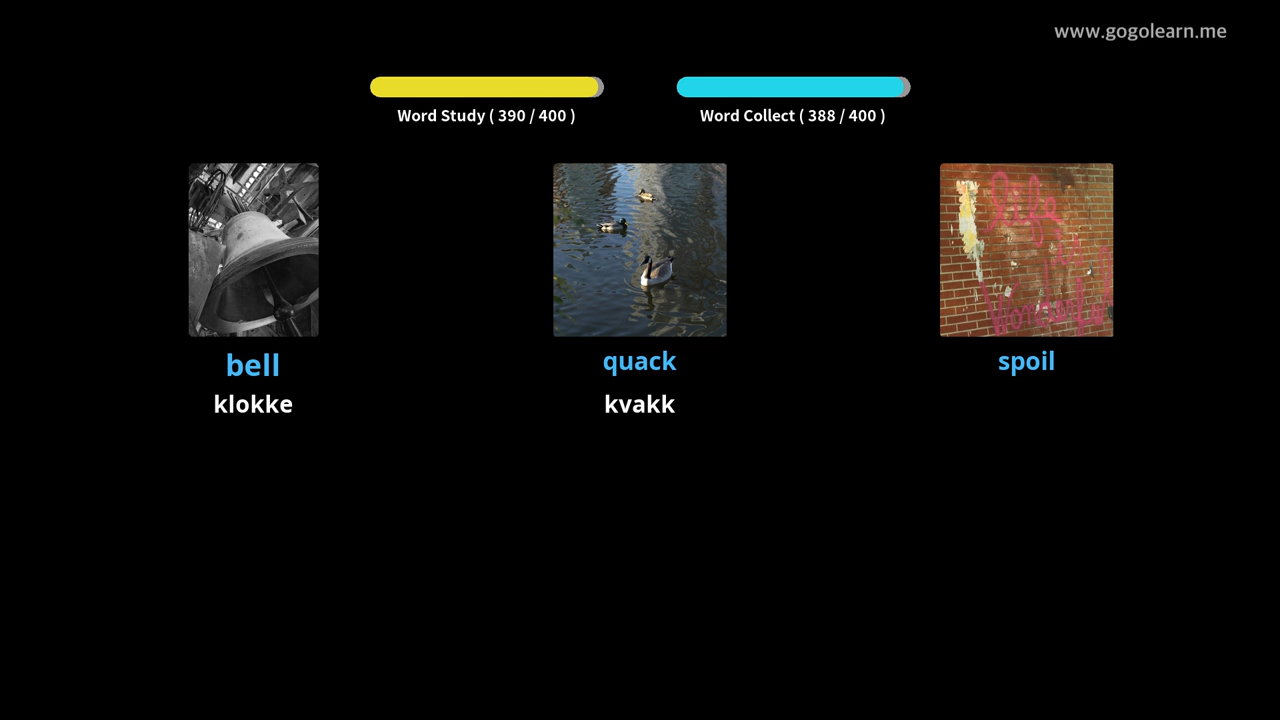 www.gogolearn.me
Word Study ( 390 / 400 )
Word Collect ( 388 / 400 )
bell
quack
spoil
klokke
kvakk